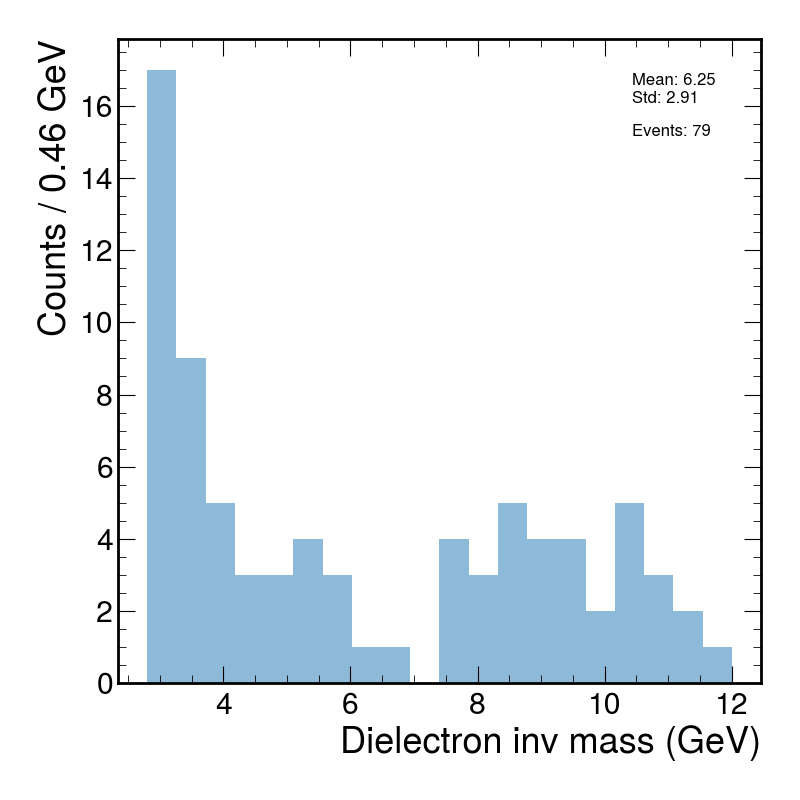 Counts / 0.46 GeV
16
14
12
10
8
6
4
2
0
Mean: 6.25
Std: 2.91
Events: 79
4 6 8 10 12
Dielectron inv mass (GeV)